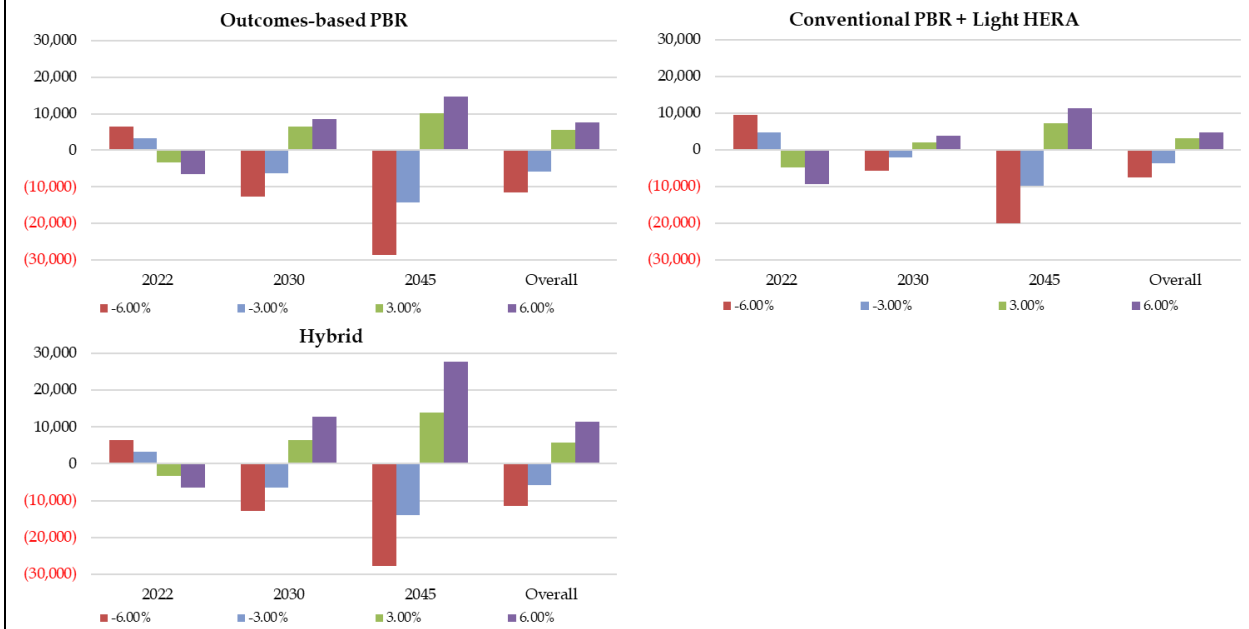 Outcomes-based PBR
30,000
20,000
10,000
0
(10,000)
(20,000)
(30,000)
2022 2030 2045 Overall
-6.00% -3.00% 3.00% 6.00%
Conventional PBR + Light HERA
30,000
20,000
10,000
0
(10,000)
(20,000)
(30,000)
2022 2030 2045 Overall
-6.00% -3.00% 3.00% 6.00%
Hybrid
30,000
20,000
10,000
0
(10,000)
(20,000)
(30,000)
2022 2030 2045 Overall
-6.00% -3.00% 3.00% 6.00%